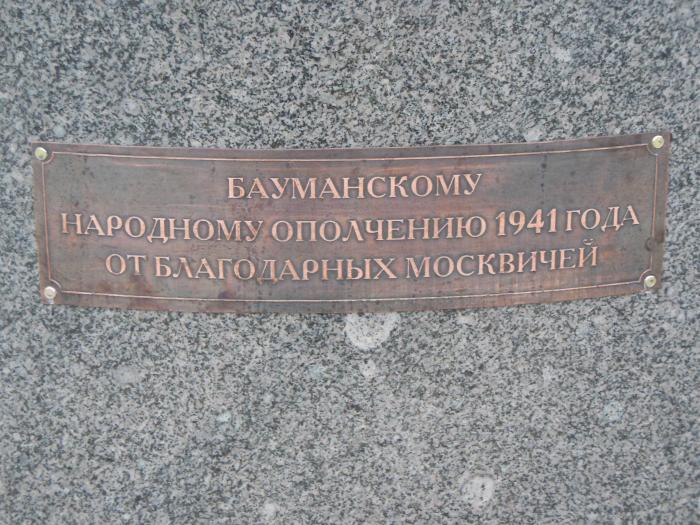 БАУМАНСКОМУ
НАРОДНОМУ ОПОЛЧЕНИЮ 1941 ГОДА
ОТ БЛАГОДАРНЫХ МОСКВИЧЕЙ